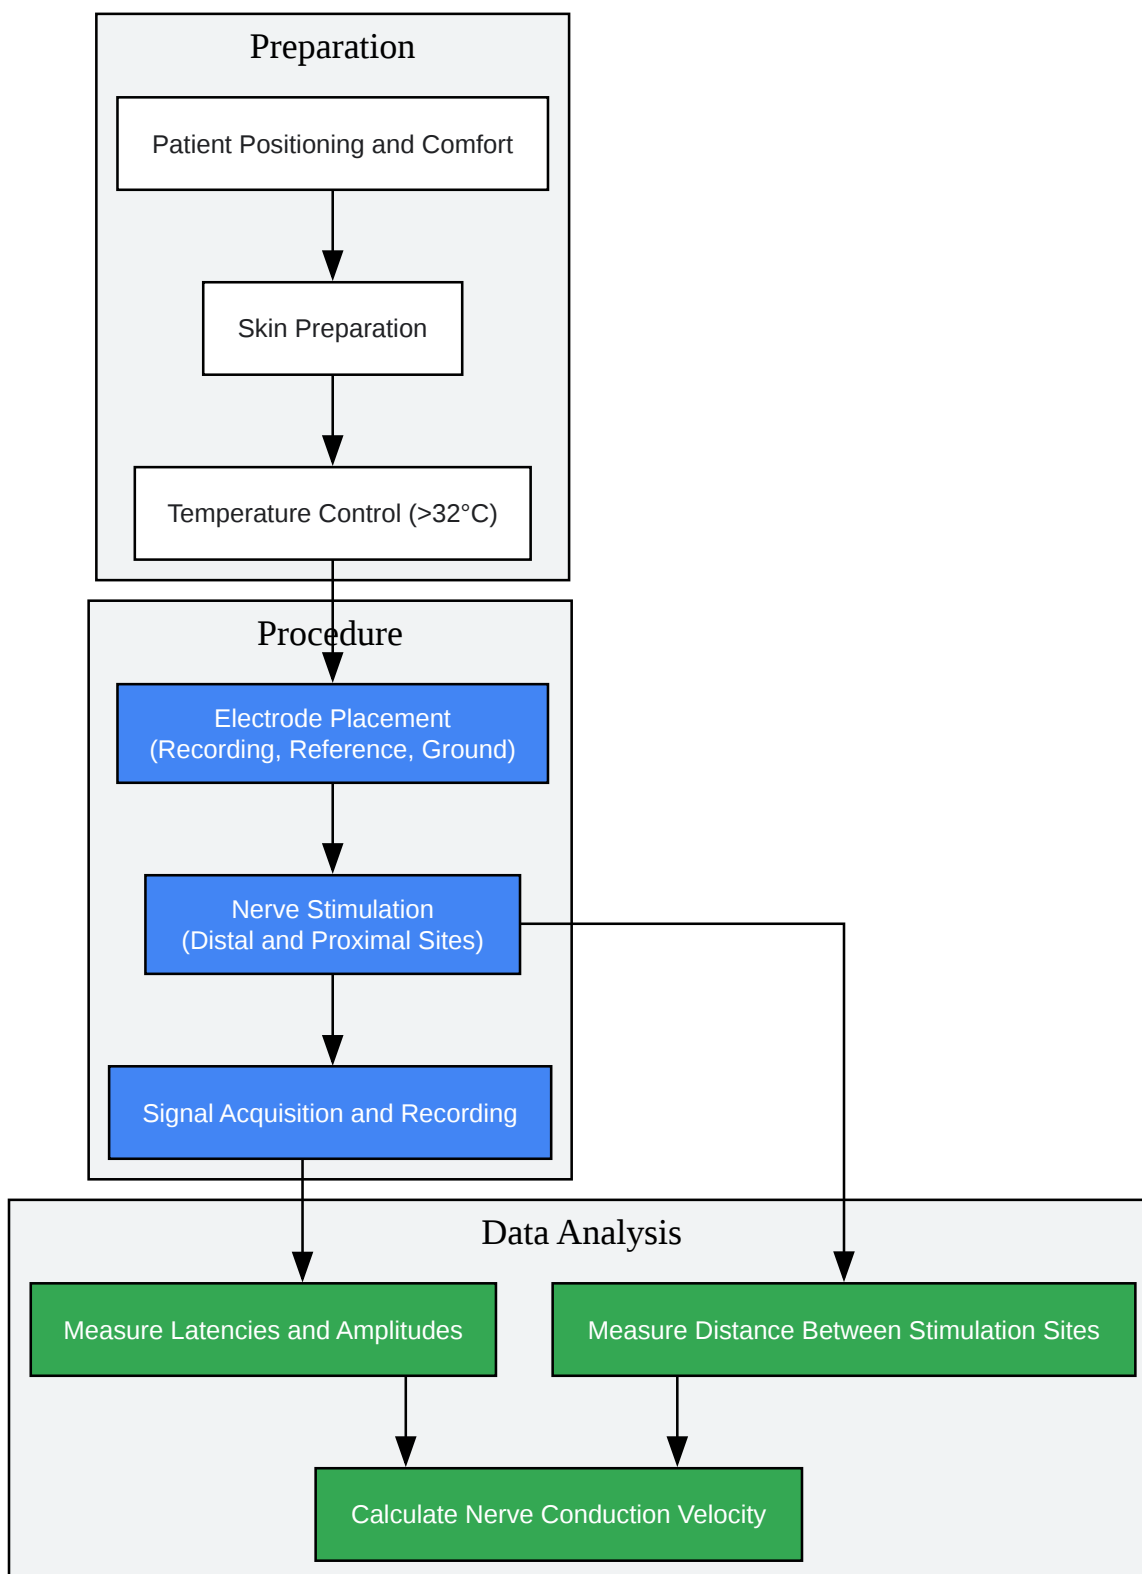 Preparation
Patient Positioning and Comfort
Skin Preparation
Temperature Control (>32°C)
Procedure
Electrode Placement
(Recording, Reference, Ground)
Nerve Stimulation
(Distal and Proximal Sites)
Signal Acquisition and Recording
Data Analysis
Measure Latencies and Amplitudes
Measure Distance Between Stimulation Sites
Calculate Nerve Conduction Velocity